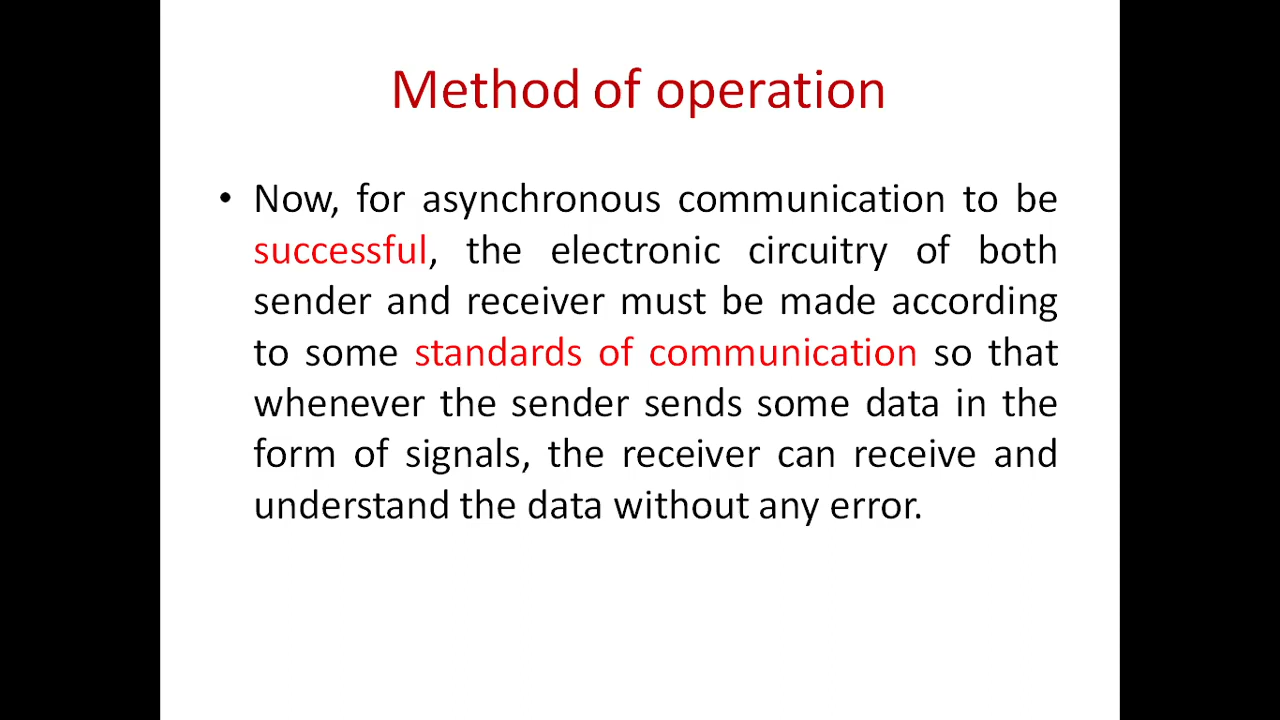 Method of operation
• Now, for asynchronous communication to be
successful, the electronic circuitry of both
sender and receiver must be made according
to some standards of communication so that
whenever the sender sends some data in the
form of signals, the receiver can receive and
understand the data without any error.